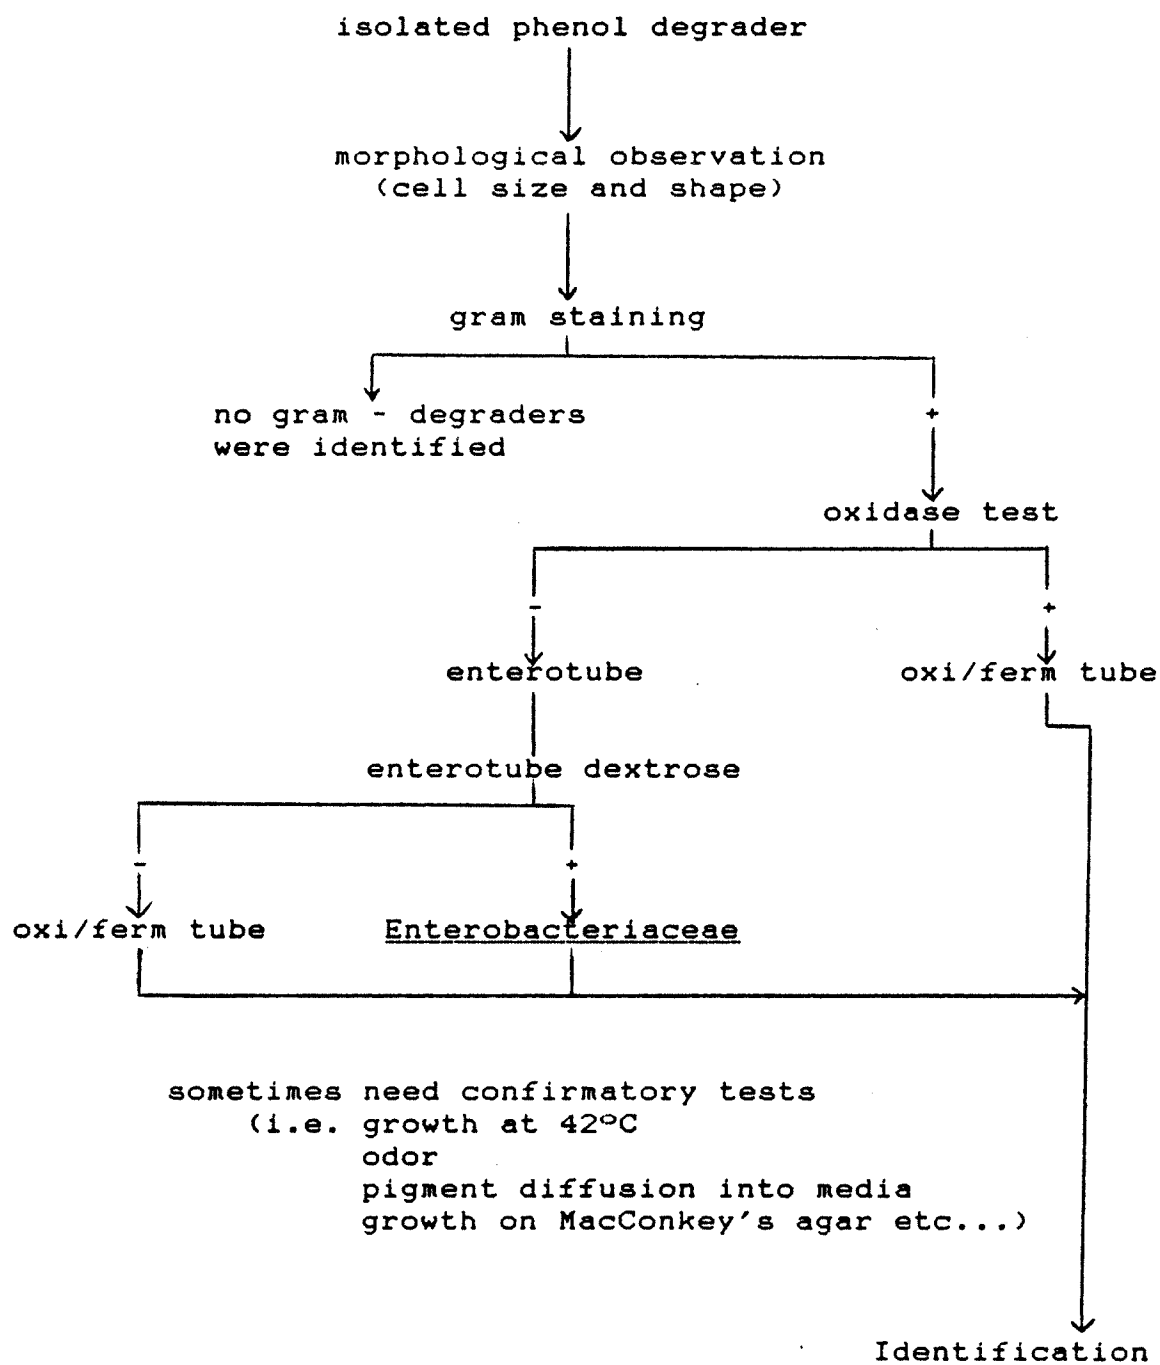 isolated phenol degrader
morphological observation
(cell size and shape)
gram staining
no gram - degraders
were identified
+
oxidase test
-
+
enterotube
oxi/ferm tube
enterotube dextrose
-
+
oxi/ferm tube
Enterobacteriaceae
sometimes need confirmatory tests
(i.e. growth at 42°C
odor
pigment diffusion into media
growth on MacConkey's agar etc...)
Identification